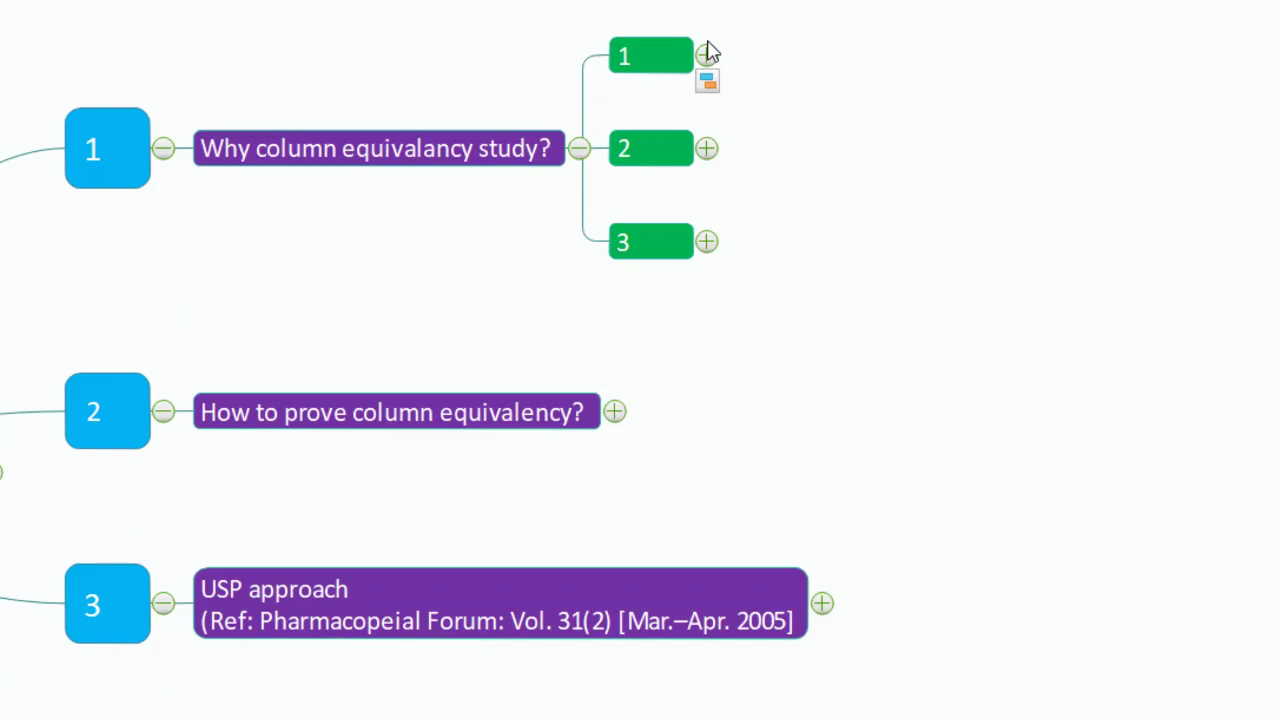 1
Why column equivalancy study?
1
2
3
2
How to prove column equivalency?
3
USP approach
(Ref: Pharmacopeial Forum: Vol. 31(2) [Mar.–Apr. 2005]